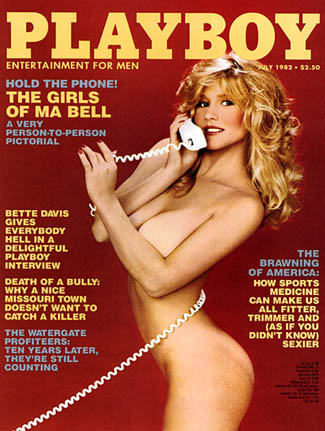 PLAYBOY
ENTERTAINMENT FOR MEN
JULY 1982 • $2.50
HOLD THE PHONE!
THE GIRLS
OF MA BELL
A VERY
PERSON-TO-PERSON
PICTORIAL
BETTE DAVIS
GIVES
EVERYBODY
HELL IN A
DELIGHTFUL
PLAYBOY
INTERVIEW
DEATH OF A BULLY:
WHY A NICE
MISSOURI TOWN
DOESN'T WANT TO
CATCH A KILLER
THE WATERGATE
PROFITEERS:
TEN YEARS LATER,
THEY'RE STILL
COUNTING
THE
BRAWNING
OF AMERICA:
HOW SPORTS
MEDICINE
CAN MAKE US
ALL FITTER,
TRIMMER AND
(AS IF YOU
DIDN'T KNOW)
SEXIER